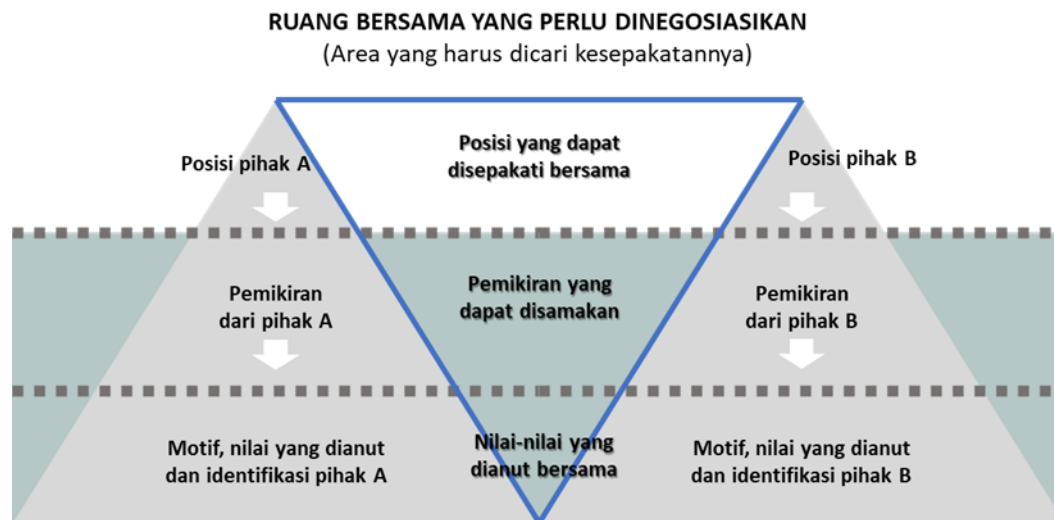 RUANG BERSAMA YANG PERLU DINEGOSIASIKAN
(Area yang harus dicari kesepakatannya)
Posisi pihak A
Posisi yang dapat
disepakati bersama
Posisi pihak B
Pemikiran
dari pihak A
Pemikiran yang
dapat disamakan
Pemikiran
dari pihak B
Motif, nilai yang dianut
dan identifikasi pihak A
Nilai-nilai yang
dianut bersama
Motif, nilai yang dianut
dan identifikasi pihak B